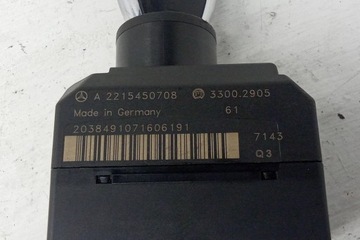 A 2215450708 3300.2905
Made in Germany 61
2038491071606191
7143
Q3